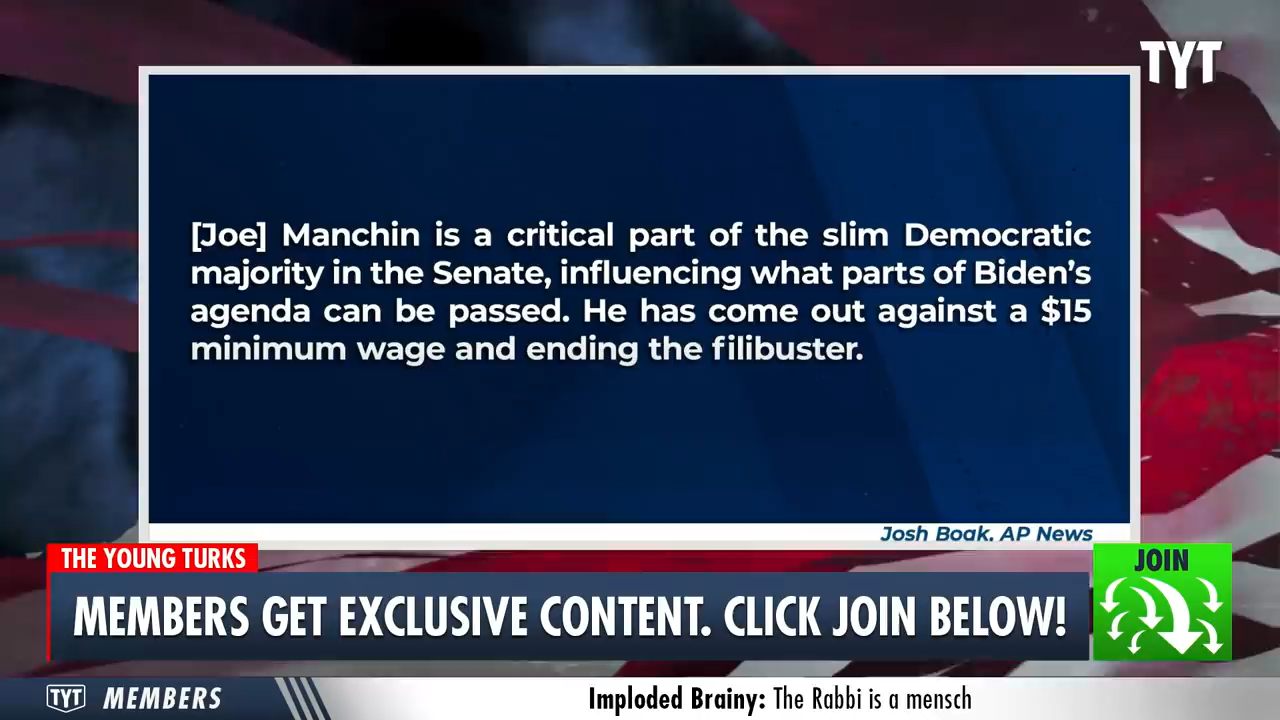 TYT
[Joe] Manchin is a critical part of the slim Democratic
majority in the Senate, influencing what parts of Biden's
agenda can be passed. He has come out against a $15
minimum wage and ending the filibuster.
Josh Boak, AP News
THE YOUNG TURKS
MEMBERS GET EXCLUSIVE CONTENT. CLICK JOIN BELOW!
JOIN
TYT MEMBERS
Imploded Brainy: The Rabbi is a mensch